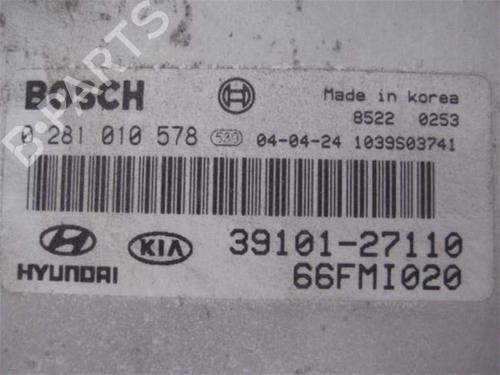 B-PARTS
BOSCH
Made in korea
8522 0253
0 281 010 578 530 04-04-24 1039S03741
HYUNDAI
KIA
39101-27110
66FMI020